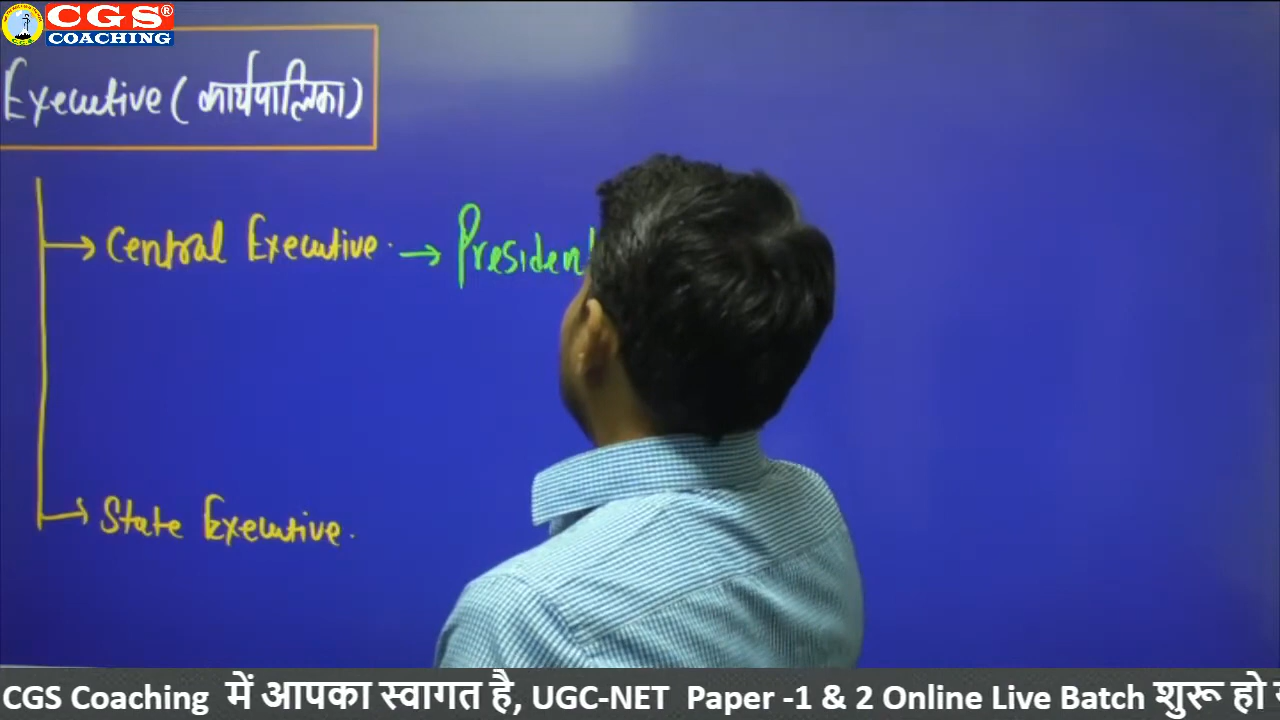 CGS®
COACHING
Executive (कार्यपालिका)
Central Executive. → President
State Executive.
CGS Coaching में आपका स्वागत है, UGC-NET Paper -1 & 2 Online Live Batch शुरू हो